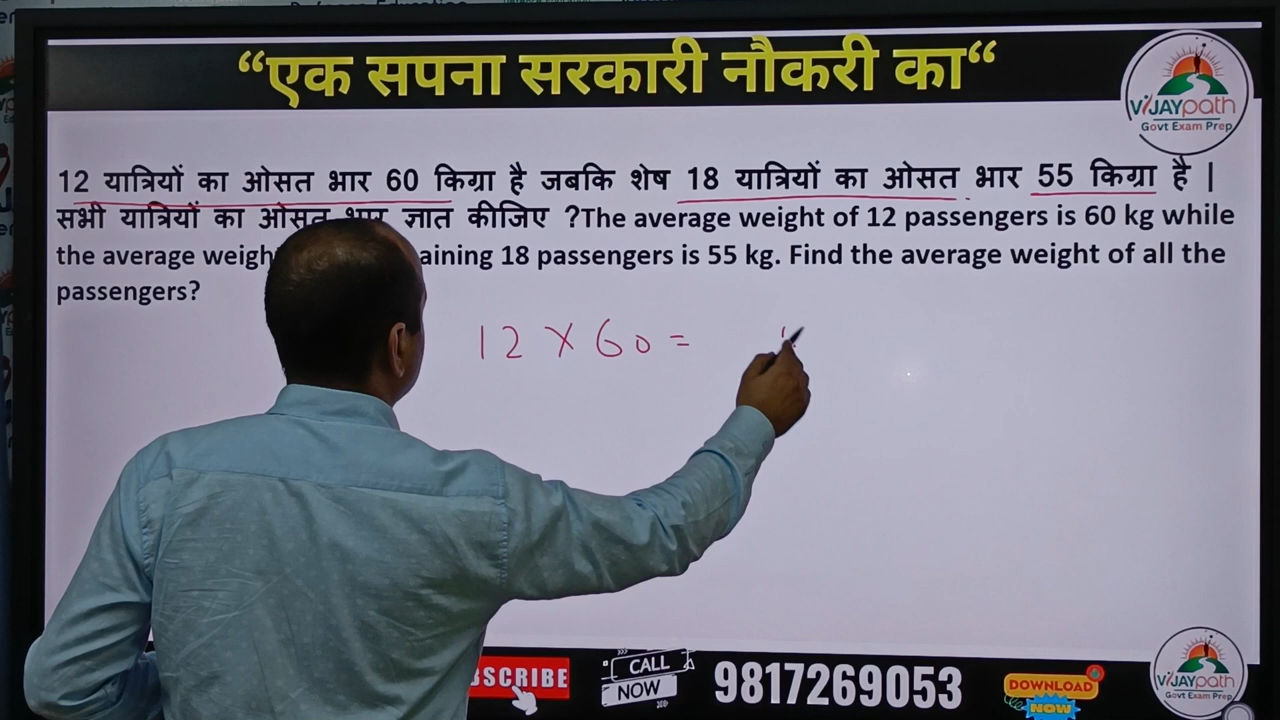 “एक सपना सरकारी नौकरी का“
ViJAYpath
Govt Exam Prep
12 यात्रियों का ओसत भार 60 किग्रा है जबकि शेष 18 यात्रियों का ओसत भार 55 किग्रा है |
सभी यात्रियों का ओसत भार ज्ञात कीजिए ?The average weight of 12 passengers is 60 kg while
the average weigh aining 18 passengers is 55 kg. Find the average weight of all the
passengers?
12 X 60 =
BSCRIBE
CALL
NOW
9817269053
DOWNLOAD
NOW
ViJAYpath
Govt Exam Prep